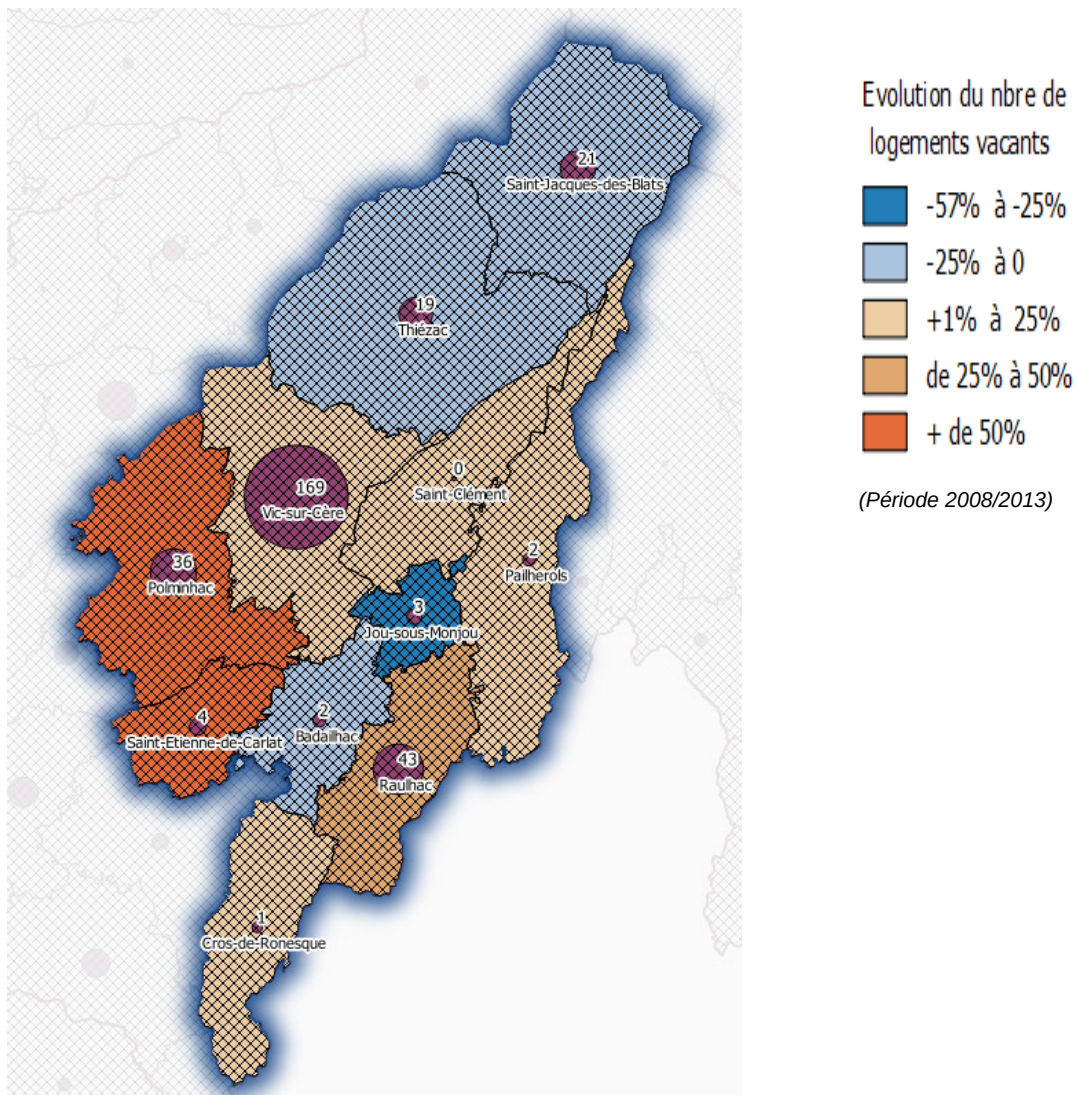 21
Saint-Jacques-des-Blats
19
Thiézac
0
Saint-Clément
169
Vic-sur-Cère
2
Pailherols
36
Polminhac
3
Jou-sous-Monjou
4
Saint-Etienne-de-Carlat
2
Badailhac
43
Raulhac
1
Cros-de-Ronesque
Evolution du nbre de
logements vacants
-57% à -25%
-25% à 0
+1% à 25%
de 25% à 50%
+ de 50%
(Période 2008/2013)